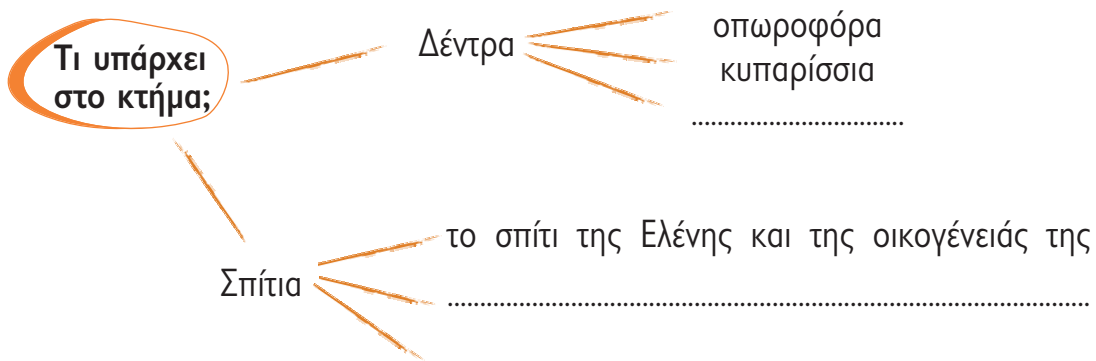 Τι υπάρχει
στο κτήμα;
Δέντρα
οπωροφόρα
κυπαρίσσια
.................................
Σπίτια
το σπίτι της Ελένης και της οικογένειάς της
....................................................................................................